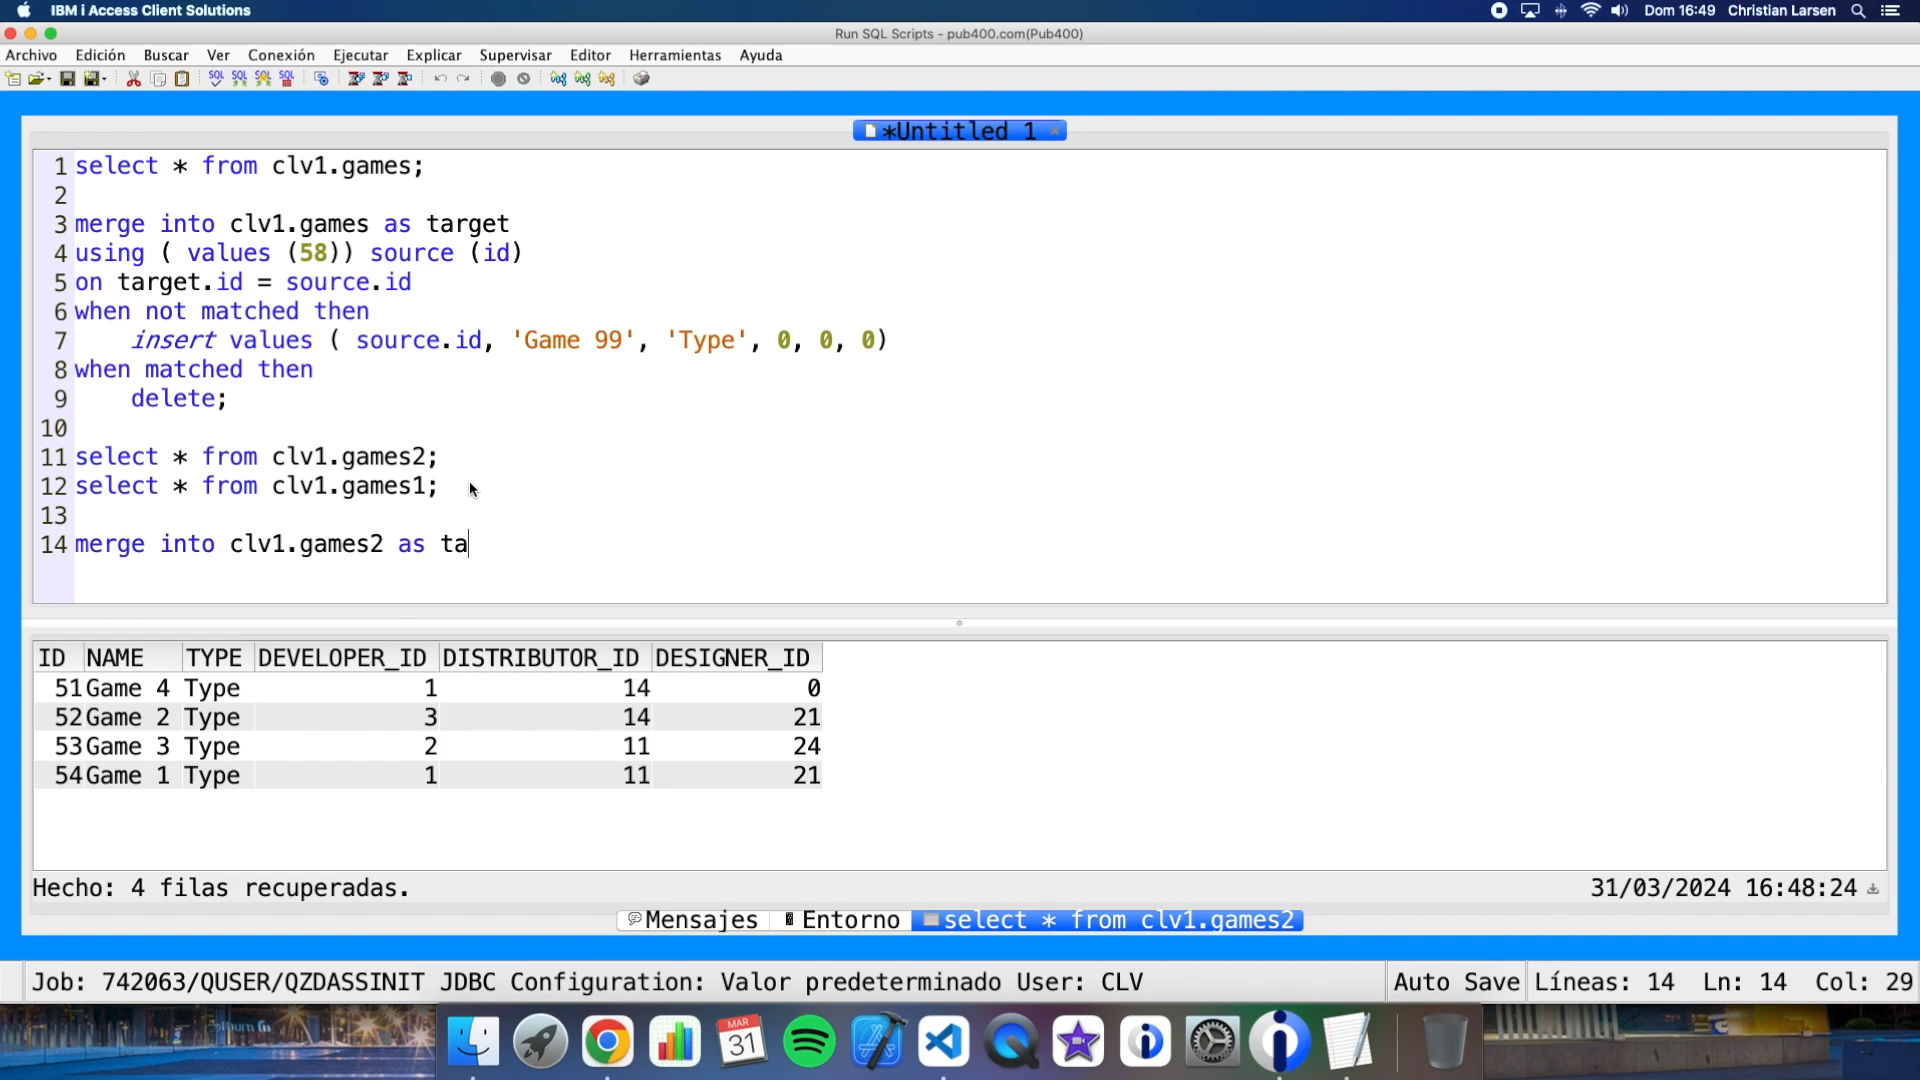 IBM i Access Client Solutions
Dom 16:49 Christian Larsen
Run SQL Scripts - pub400.com(Pub400)
Archivo Edición Buscar Ver Conexión Ejecutar Explicar Supervisar Editor Herramientas Ayuda
SQL SQL SQL SQL
*Untitled 1
1 select * from clv1.games;
2
3 merge into clv1.games as target
4 using ( values (58)) source (id)
5 on target.id = source.id
6 when not matched then
7 insert values ( source.id, 'Game 99', 'Type', 0, 0, 0)
8 when matched then
9 delete;
10
11 select * from clv1.games2;
12 select * from clv1.games1;
13
14 merge into clv1.games2 as ta
ID NAME TYPE DEVELOPER_ID DISTRIBUTOR_ID DESIGNER_ID
51 Game 4 Type 1 14 0
52 Game 2 Type 3 14 21
53 Game 3 Type 2 11 24
54 Game 1 Type 1 11 21
Hecho: 4 filas recuperadas. 31/03/2024 16:48:24
Mensajes Entorno select * from clv1.games2
Job: 742063/QUSER/QZDASSINIT JDBC Configuration: Valor predeterminado User: CLV Auto Save Líneas: 14 Ln: 14 Col: 29
MAR
31